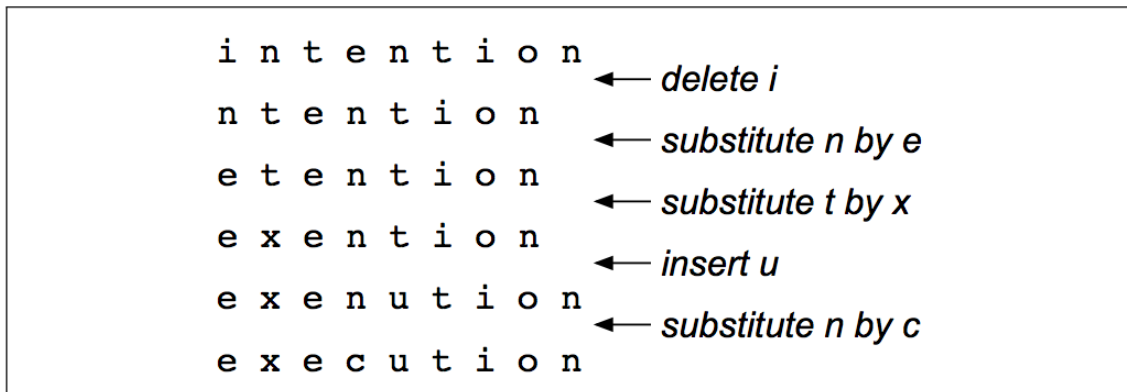 i n t e n t i o n
delete i
n t e n t i o n
substitute n by e
e t e n t i o n
substitute t by x
e x e n t i o n
insert u
e x e n u t i o n
substitute n by c
e x e c u t i o n